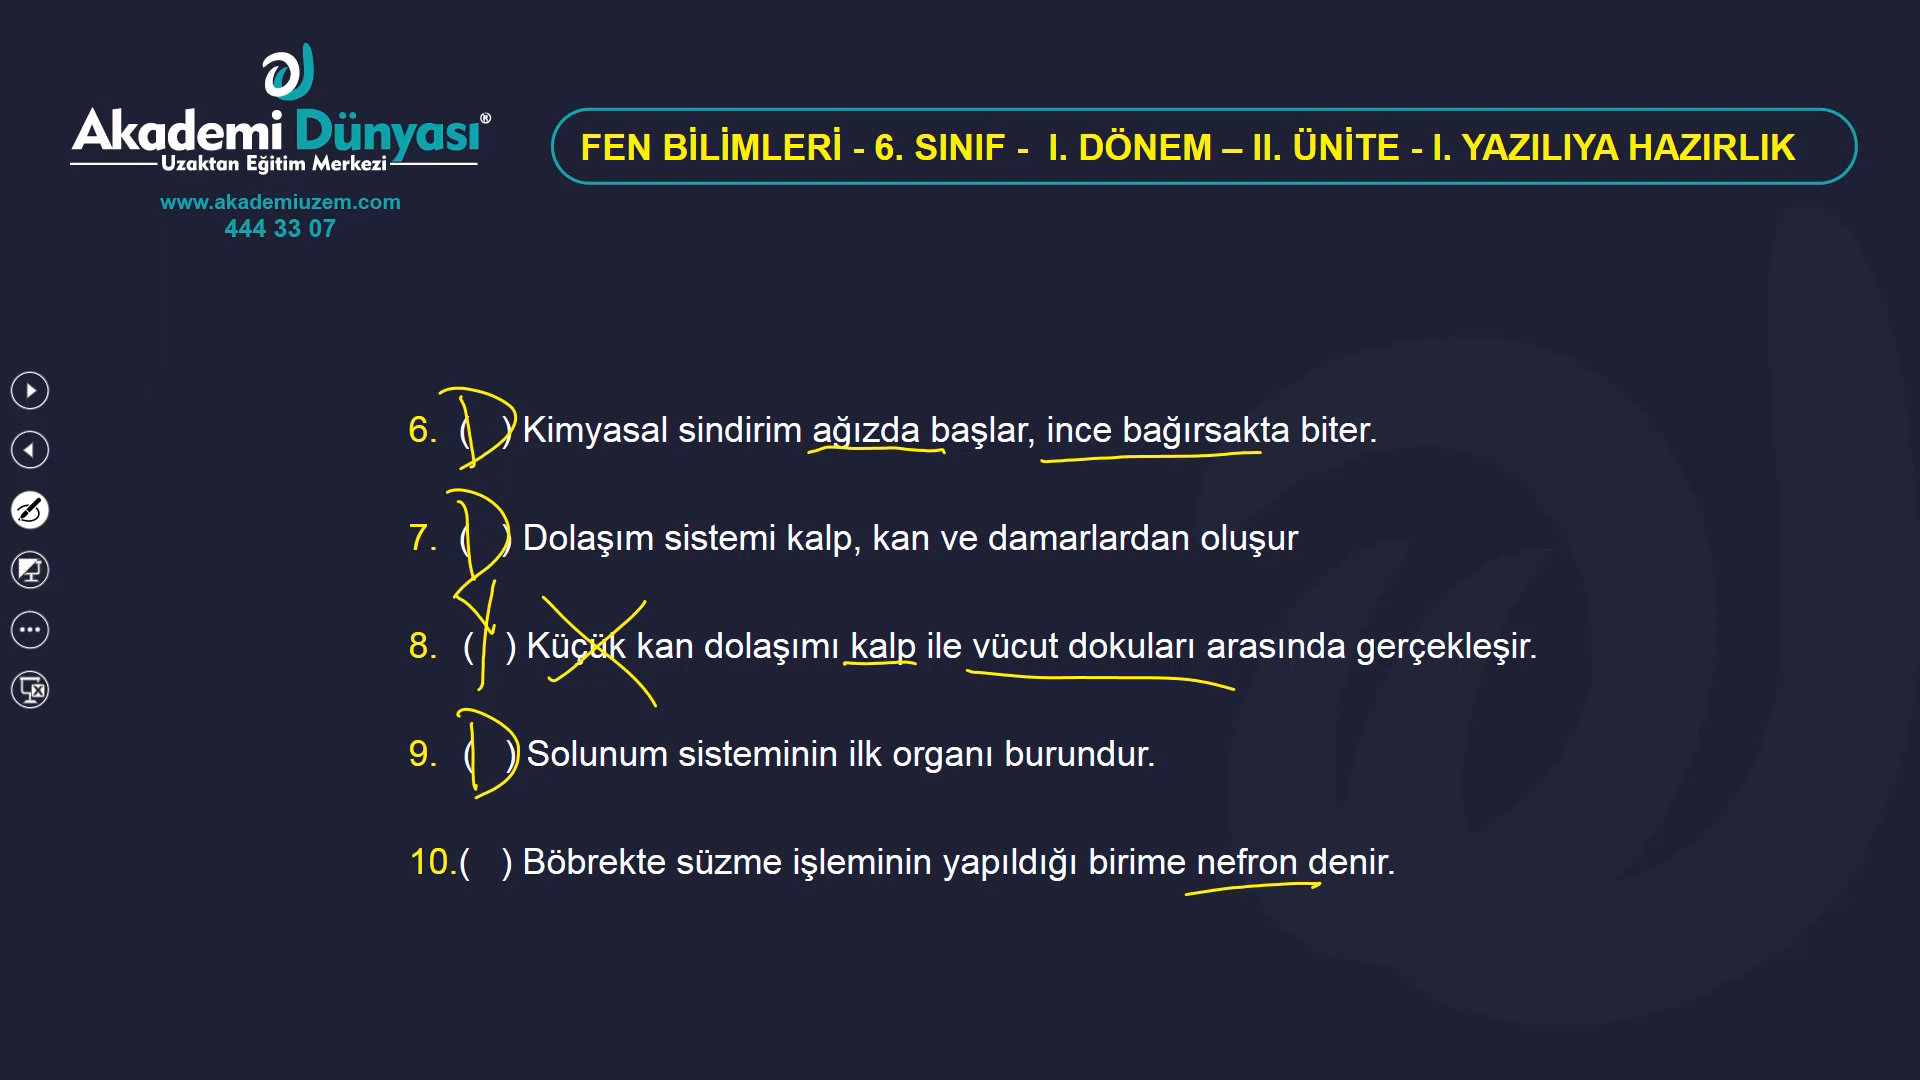 Akademi Dünyası®
Uzaktan Eğitim Merkezi
www.akademiuzem.com
444 33 07
FEN BİLİMLERİ - 6. SINIF - I. DÖNEM – II. ÜNİTE - I. YAZILIYA HAZIRLIK
6. ( D ) Kimyasal sindirim ağızda başlar, ince bağırsakta biter.
7. ( D ) Dolaşım sistemi kalp, kan ve damarlardan oluşur
8. ( Y ) Küçük kan dolaşımı kalp ile vücut dokuları arasında gerçekleşir.
9. ( D ) Solunum sisteminin ilk organı burundur.
10.( ) Böbrekte süzme işleminin yapıldığı birime nefron denir.